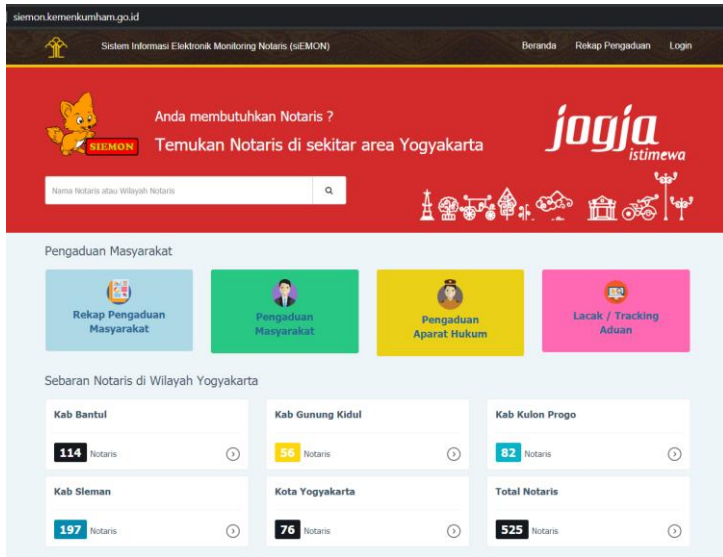 siemon.kemenkumham.go.id
Sistem Informasi Elektronik Monitoring Notaris (siEMON)
Beranda Rekap Pengaduan Login
SIEMON
Anda membutuhkan Notaris ?
Temukan Notaris di sekitar area Yogyakarta
jogja
istimewa
Nama Notaris atau Wilayah Notaris
Pengaduan Masyarakat
Rekap Pengaduan
Masyarakat
Pengaduan
Masyarakat
Pengaduan
Aparat Hukum
Lacak / Tracking
Aduan
Sebaran Notaris di Wilayah Yogyakarta
Kab Bantul
114 Notaris
Kab Gunung Kidul
56 Notaris
Kab Kulon Progo
82 Notaris
Kab Sleman
197 Notaris
Kota Yogyakarta
76 Notaris
Total Notaris
525 Notaris